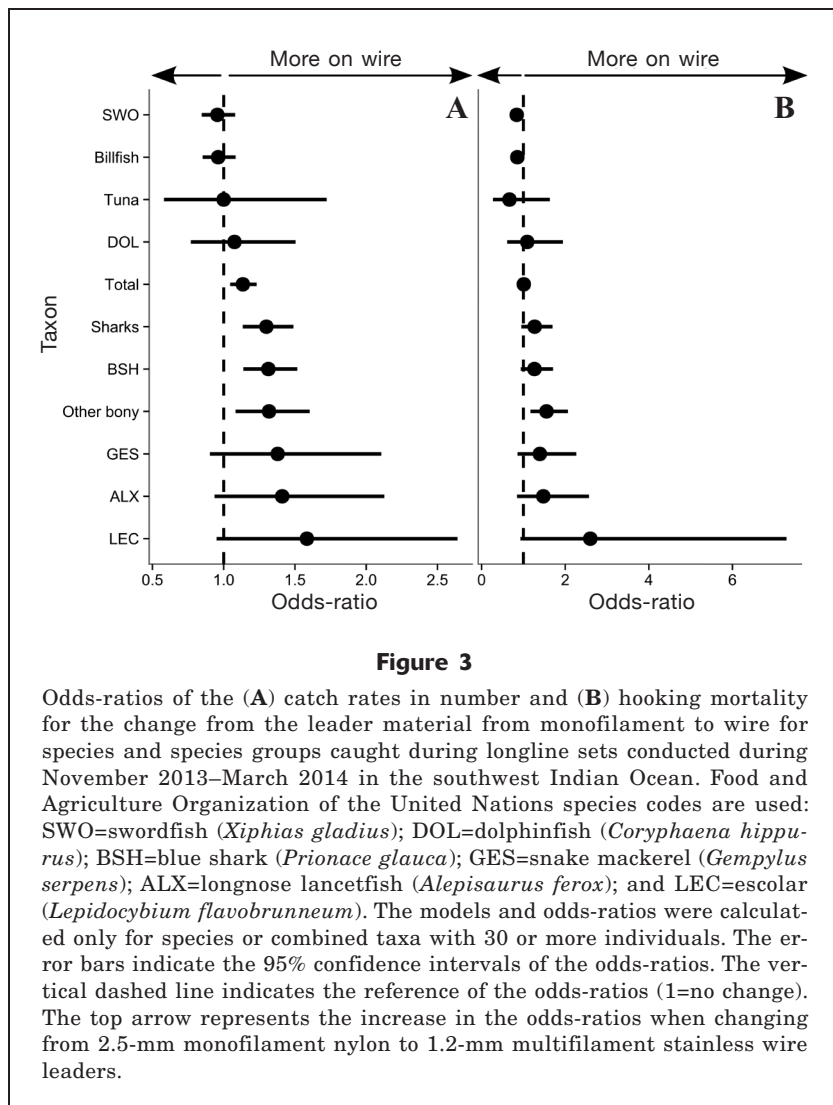 More on wire
More on wire
A
B
SWO
Billfish
Tuna
DOL
Total
Sharks
BSH
Other bony
GES
ALX
LEC
Taxon
0.5 1.0 1.5 2.0 2.5
0 2 4 6
Odds-ratio
Odds-ratio
Figure 3
Odds-ratios of the (A) catch rates in number and (B) hooking mortality
for the change from the leader material from monofilament to wire for
species and species groups caught during longline sets conducted during
November 2013–March 2014 in the southwest Indian Ocean. Food and
Agriculture Organization of the United Nations species codes are used:
SWO=swordfish (Xiphias gladius); DOL=dolphinfish (Coryphaena hippu-
rus); BSH=blue shark (Prionace glauca); GES=snake mackerel (Gempylus
serpens); ALX=longnose lancetfish (Alepisaurus ferox); and LEC=escolar
(Lepidocybium flavobrunneum). The models and odds-ratios were calculat-
ed only for species or combined taxa with 30 or more individuals. The er-
ror bars indicate the 95% confidence intervals of the odds-ratios. The ver-
tical dashed line indicates the reference of the odds-ratios (1=no change).
The top arrow represents the increase in the odds-ratios when changing
from 2.5-mm monofilament nylon to 1.2-mm multifilament stainless wire
leaders.